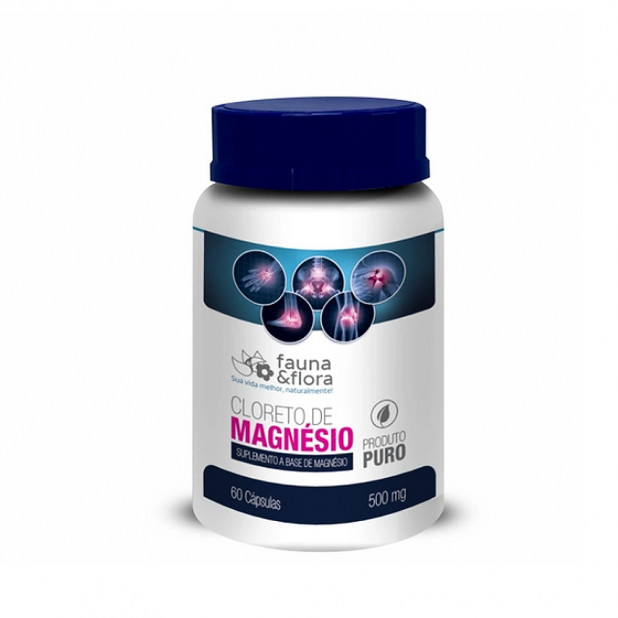 fauna
&flora
Sua vida melhor, naturalmente!
CLORETO DE
MAGNÉSIO
SUPLEMENTO A BASE DE MAGNÉSIO
PRODUTO
PURO
60 Cápsulas
500 mg